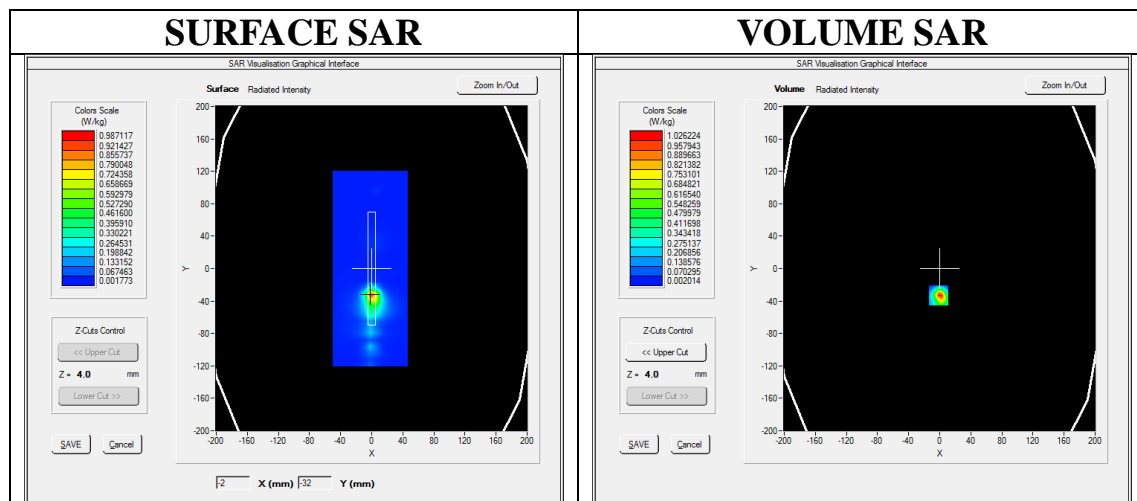 SURFACE SAR
VOLUME SAR
SAR Visualisation Graphical Interface
Surface Radiated Intensity
Zoom In/Out
Colors Scale
(W/kg)
0.987117
0.921427
0.855737
0.790048
0.724358
0.658669
0.592979
0.527290
0.461600
0.395910
0.330221
0.264531
0.198842
0.133152
0.067463
0.001773
Z-Cuts Control
<< Upper Cut
Z = 4.0 mm
Lower Cut >>
SAVE Cancel
200
160
120
80
40
0
-40
-80
-120
-160
-200
Y
-200 -160 -120 -80 -40 0 40 80 120 160 200
X
-2 X (mm) -32 Y (mm)
SAR Visualisation Graphical Interface
Volume Radiated Intensity
Zoom In/Out
Colors Scale
(W/kg)
1.026224
0.957943
0.889663
0.821382
0.753101
0.684821
0.616540
0.548259
0.479979
0.411698
0.343418
0.275137
0.206856
0.138576
0.070295
0.002014
Z-Cuts Control
<< Upper Cut
Z = 4.0 mm
Lower Cut >>
SAVE Cancel
200
160
120
80
40
0
-40
-80
-120
-160
-200
Y
-200 -160 -120 -80 -40 0 40 80 120 160 200
X